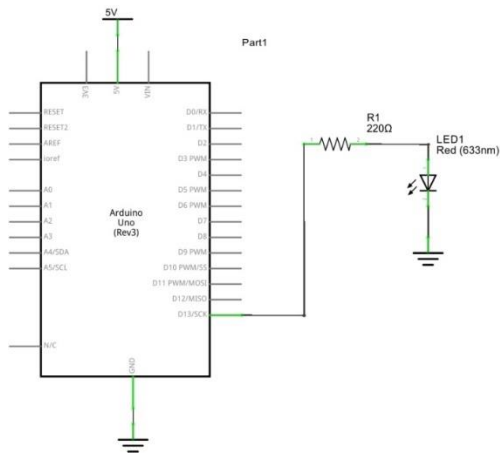 5V
Part1
3V3
5V
VIN
RESET
RESET2
AREF
ioref
A0
A1
A2
A3
A4/SDA
A5/SCL
N/C
Arduino
Uno
(Rev3)
D0/RX
D1/TX
D2
D3 PWM
D4
D5 PWM
D6 PWM
D7
D8
D9 PWM
D10 PWM/SS
D11 PWM/MOSI
D12/MISO
D13/SCK
GND
R1
220Ω
LED1
Red (633nm)